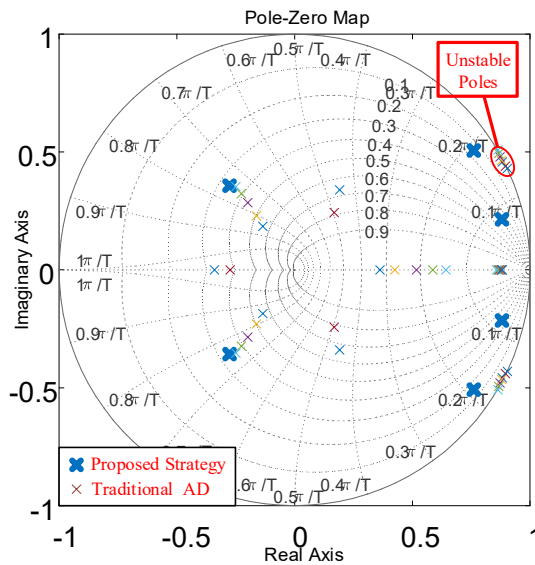 Pole-Zero Map
1
0.5π/T
0.6π/T
0.4π/T
Unstable
Poles
0.7π/T
0.1
0.3π/T
0.2
0.8π/T
0.3
0.5
0.4
0.2π/T
0.5
0.6
0.9π/T
0.7
0.1π/T
0.8
0.9
1π/T
0
1π/T
Imaginary Axis
0.9π/T
0.1π/T
-0.5
0.8π/T
0.2π/T
Proposed Strategy
0.3π/T
Traditional AD
0.6π/T
0.4π/T
0.5π/T
-1
-1
-0.5
0
0.5
1
Real Axis